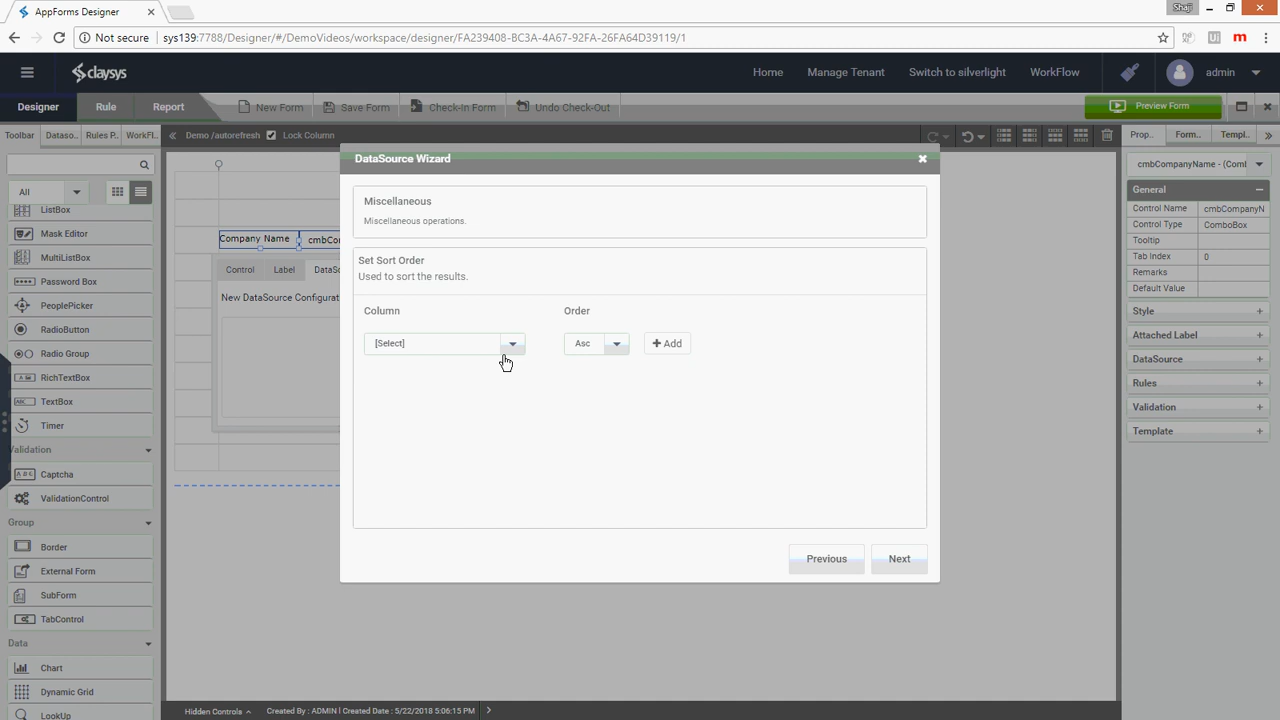 AppForms Designer
Shaji
Not secure
sys139:7788/Designer/#/DemoVideos/workspace/designer/FA239408-BC3A-4A67-92FA-26FA64D39119/1
claysys
Home
Manage Tenant
Switch to silverlight
WorkFlow
admin
Designer
Rule
Report
New Form
Save Form
Check-In Form
Undo Check-Out
Preview Form
Toolbar
Dataso..
Rules P..
WorkFl..
Demo /autorefresh
Lock Column
Prop..
Form..
Templ..
All
ListBox
Mask Editor
MultiListBox
Password Box
PeoplePicker
RadioButton
Radio Group
RichTextBox
TextBox
Timer
Validation
Captcha
ValidationControl
Group
Border
External Form
SubForm
TabControl
Data
Chart
Dynamic Grid
LookUp
Company Name
cmbCo
Control
Label
DataS
New DataSource Configurat
DataSource Wizard
Miscellaneous
Miscellaneous operations.
Set Sort Order
Used to sort the results.
Column
Order
[Select]
Asc
+ Add
Previous
Next
cmbCompanyName - (Coml
General
Control Name
cmbCompanyN
Control Type
ComboBox
Tooltip
Tab Index
0
Remarks
Default Value
Style
Attached Label
DataSource
Rules
Validation
Template
Hidden Controls
Created By : ADMIN | Created Date : 5/22/2018 5:06:15 PM